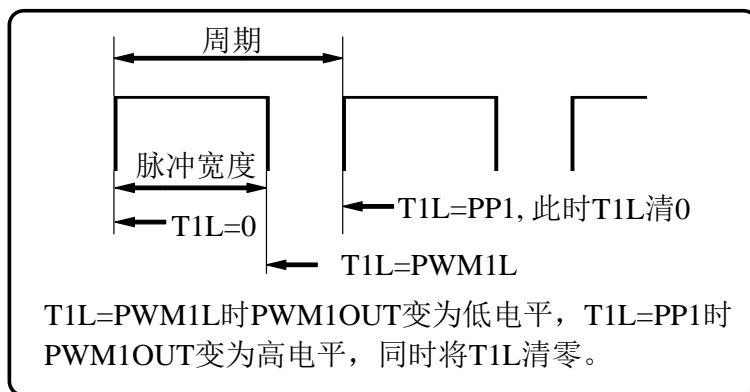 周期
脉冲宽度
T1L=0
T1L=PP1, 此时T1L清0
T1L=PWM1L
T1L=PWM1L时PWM1OUT变为低电平，T1L=PP1时
PWM1OUT变为高电平，同时将T1L清零。